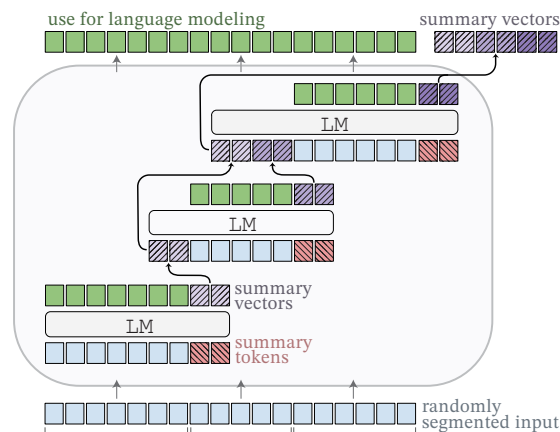 use for language modeling
summary vectors
LM
LM
summary
vectors
LM
summary
tokens
randomly
segmented input